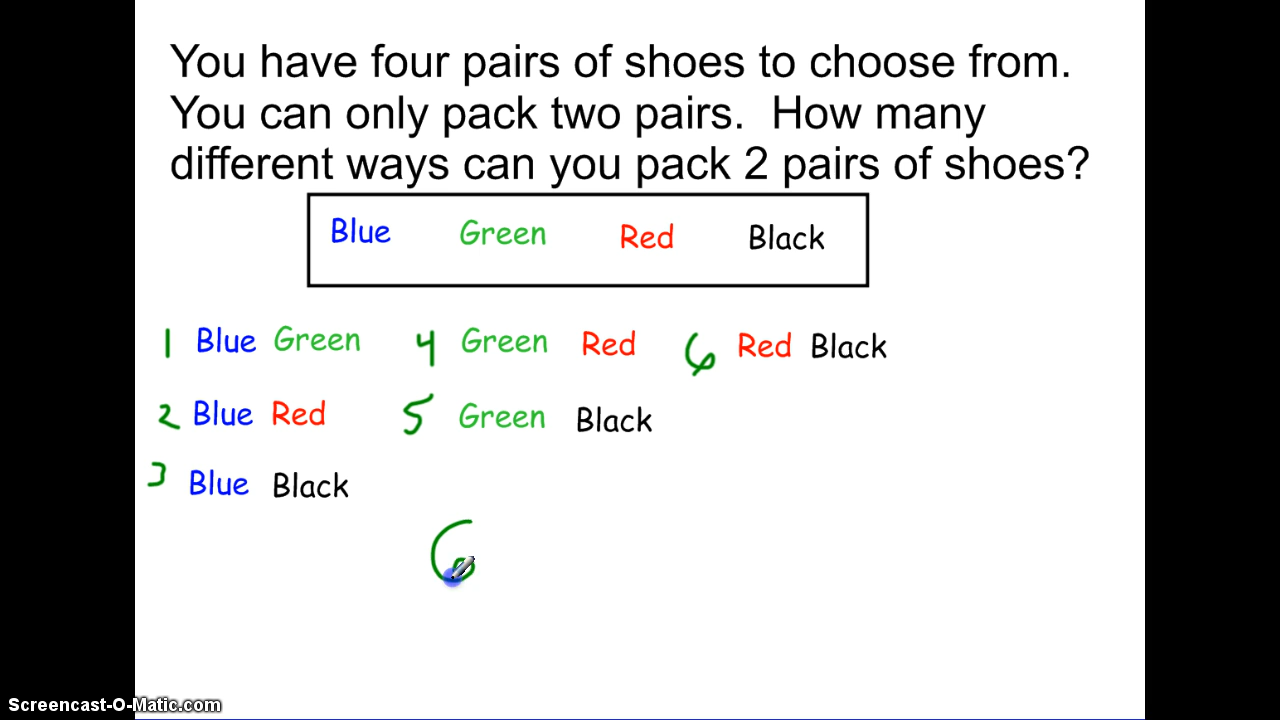 You have four pairs of shoes to choose from.
You can only pack two pairs.  How many
different ways can you pack 2 pairs of shoes?
Blue Green Red Black
1 Blue Green 4 Green Red 6 Red Black
2 Blue Red 5 Green Black
3 Blue Black
6
Screencast-O-Matic.com